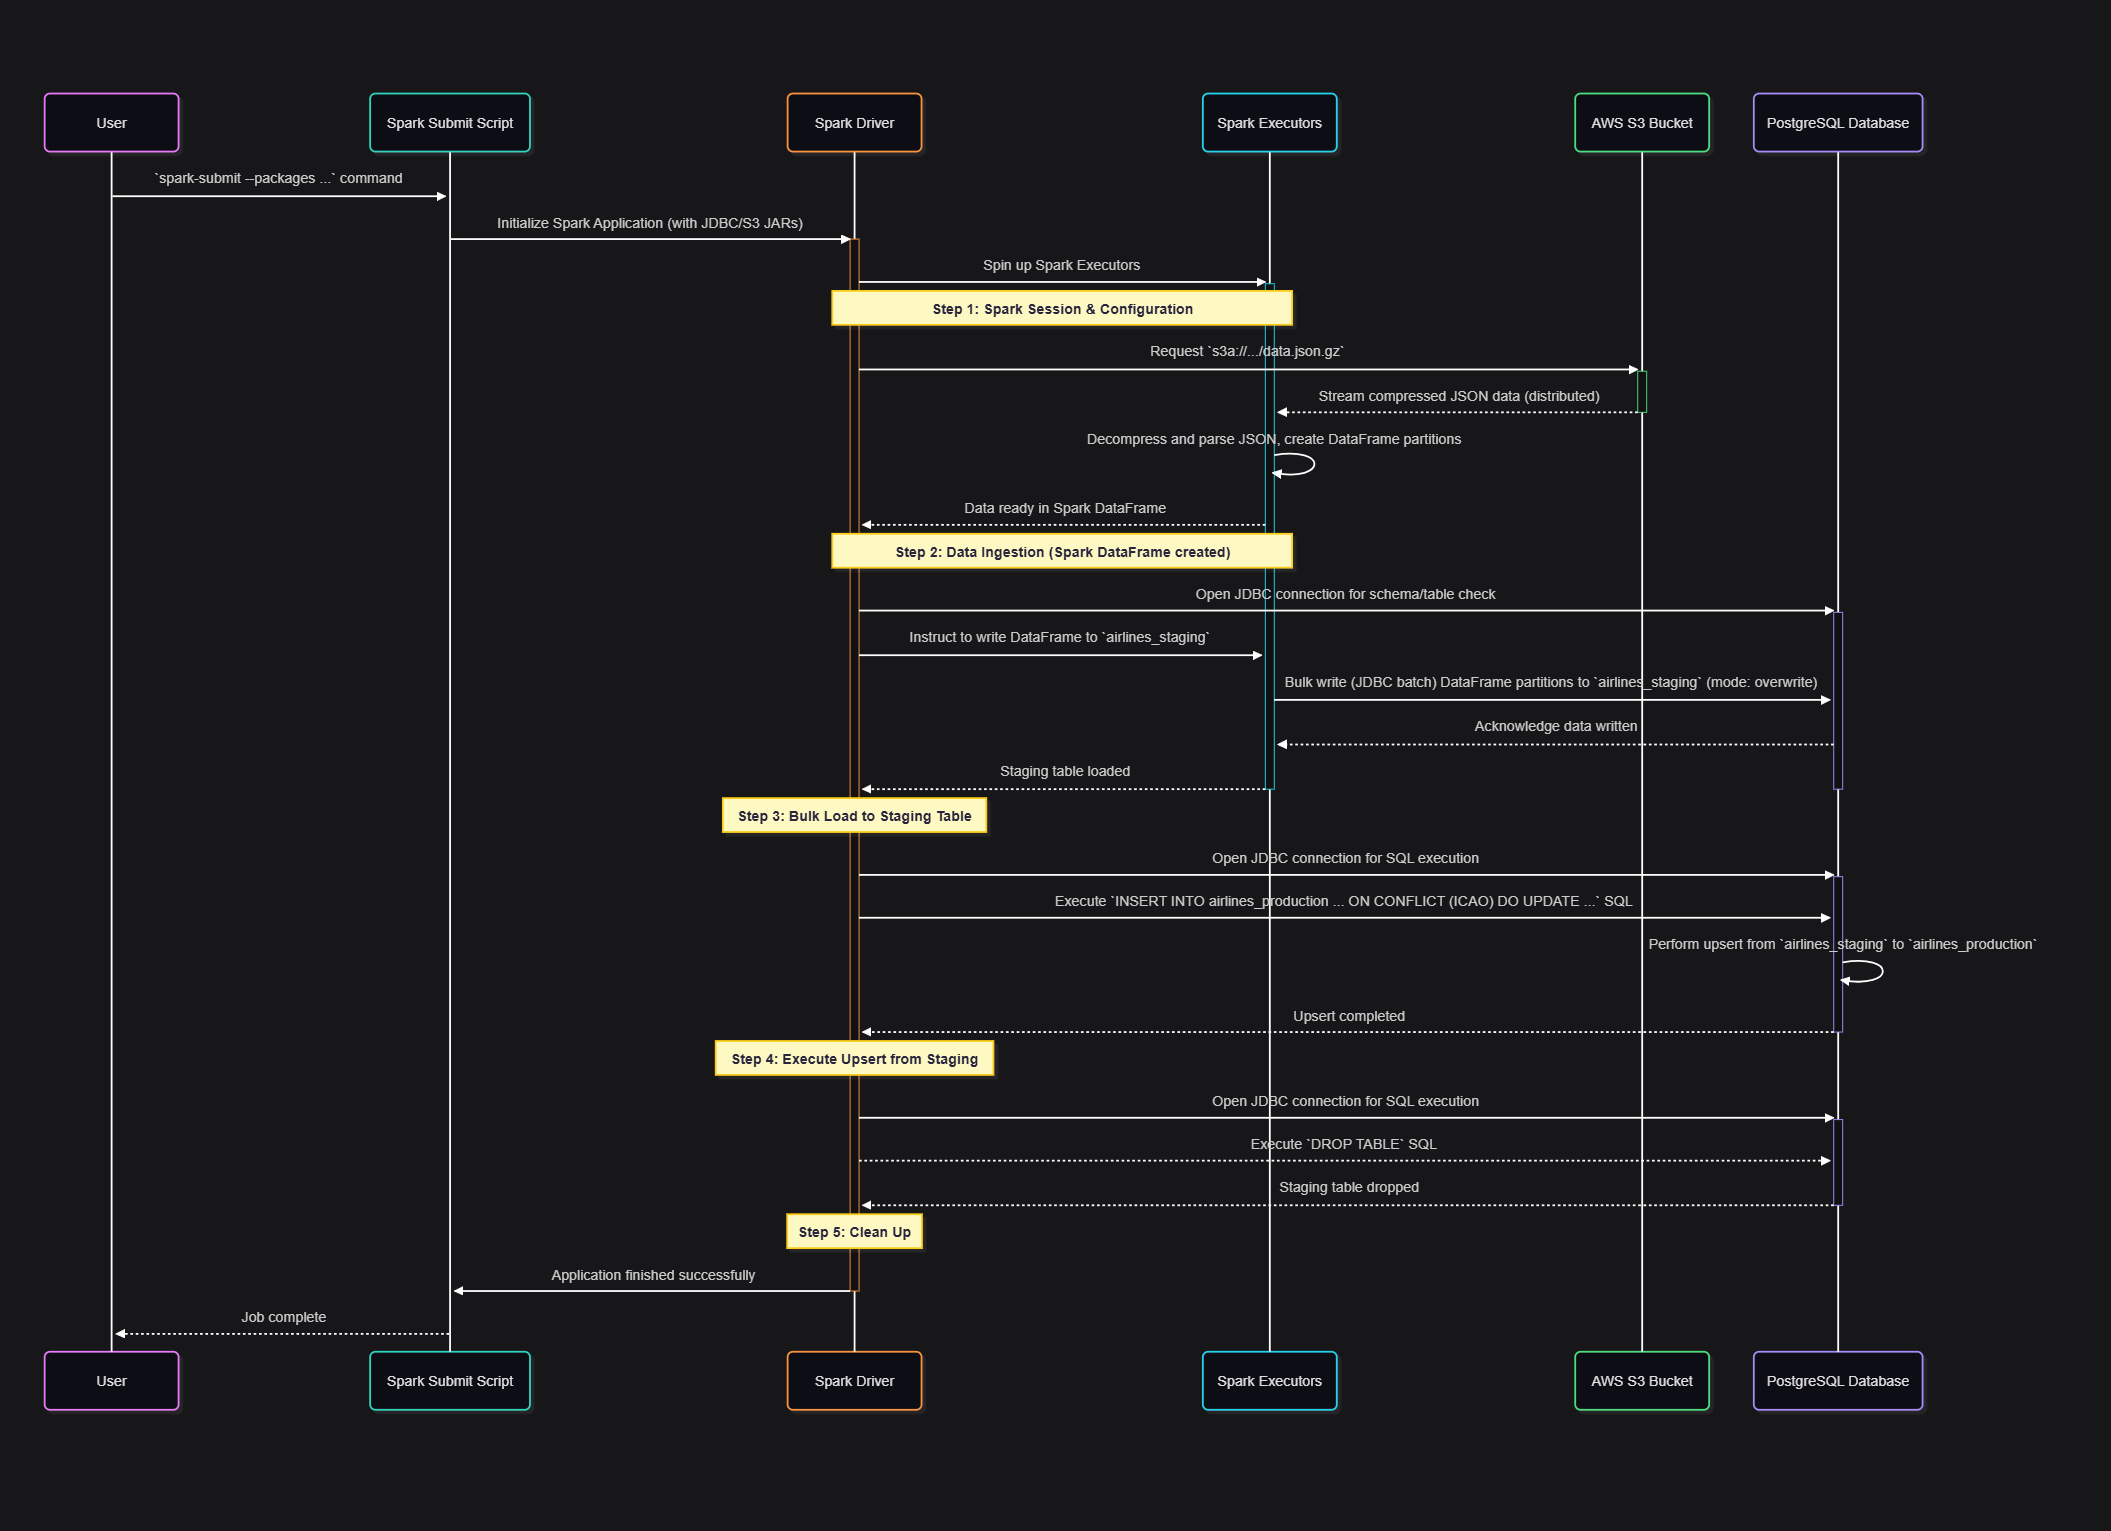 User
Spark Submit Script
Spark Driver
Spark Executors
AWS S3 Bucket
PostgreSQL Database
`spark-submit --packages ...` command
Initialize Spark Application (with JDBC/S3 JARs)
Spin up Spark Executors
Step 1: Spark Session & Configuration
Request `s3a://.../data.json.gz`
Stream compressed JSON data (distributed)
Decompress and parse JSON, create DataFrame partitions
Data ready in Spark DataFrame
Step 2: Data Ingestion (Spark DataFrame created)
Open JDBC connection for schema/table check
Instruct to write DataFrame to `airlines_staging`
Bulk write (JDBC batch) DataFrame partitions to `airlines_staging` (mode: overwrite)
Acknowledge data written
Staging table loaded
Step 3: Bulk Load to Staging Table
Open JDBC connection for SQL execution
Execute `INSERT INTO airlines_production ... ON CONFLICT (ICAO) DO UPDATE ...` SQL
Perform upsert from `airlines_staging` to `airlines_production`
Upsert completed
Step 4: Execute Upsert from Staging
Open JDBC connection for SQL execution
Execute `DROP TABLE` SQL
Staging table dropped
Step 5: Clean Up
Application finished successfully
Job complete
User
Spark Submit Script
Spark Driver
Spark Executors
AWS S3 Bucket
PostgreSQL Database